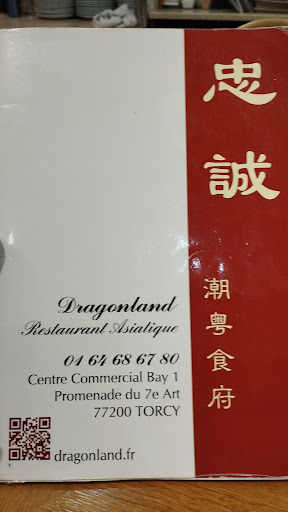 忠誠
潮粵食府
Dragonland
Restaurant Asiatique
01 64 68 67 80
Centre Commercial Bay 1
Promenade du 7e Art
77200 TORCY
dragonland.fr